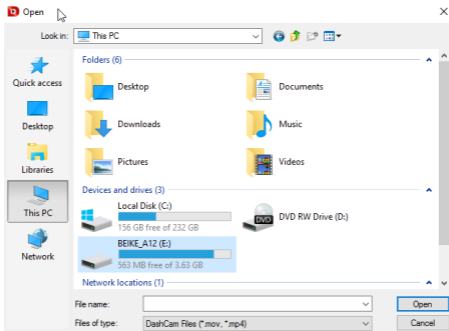 Open
Look in: This PC
Quick access
Desktop
Libraries
This PC
Network
Folders (6)
Desktop
Documents
Downloads
Music
Pictures
Videos
Devices and drives (3)
Local Disk (C:)
156 GB free of 232 GB
DVD
DVD RW Drive (D:)
BEIKE_A12 (E:)
563 MB free of 3.63 GB
Network locations (1)
File name:
Open
Files of type: DashCam Files (*.mov, *.mp4)
Cancel